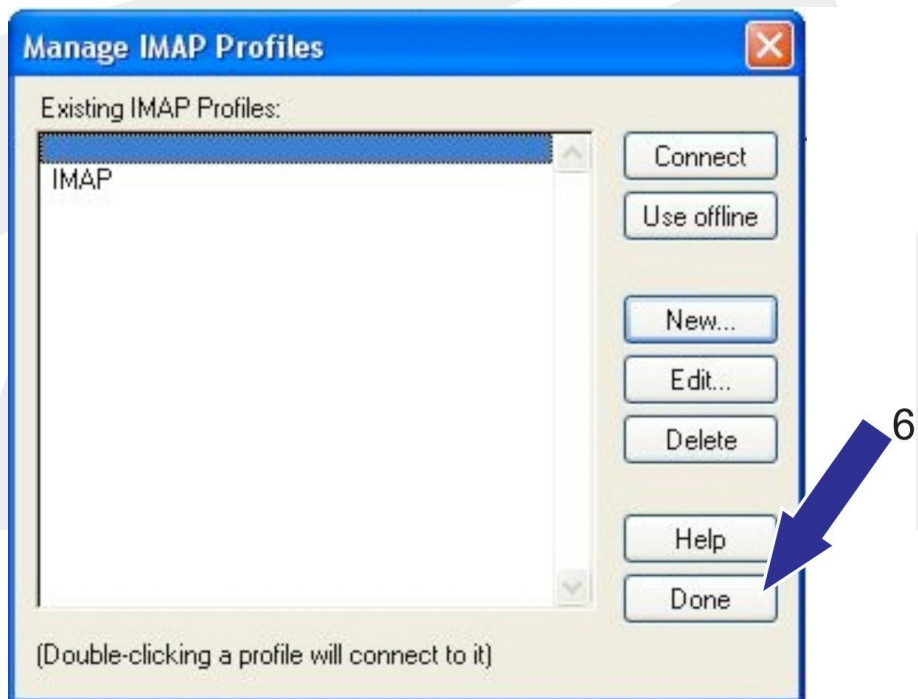 Manage IMAP Profiles
Existing IMAP Profiles:
IMAP
Connect
Use offline
New...
Edit...
Delete
6
Help
Done
(Double-clicking a profile will connect to it)